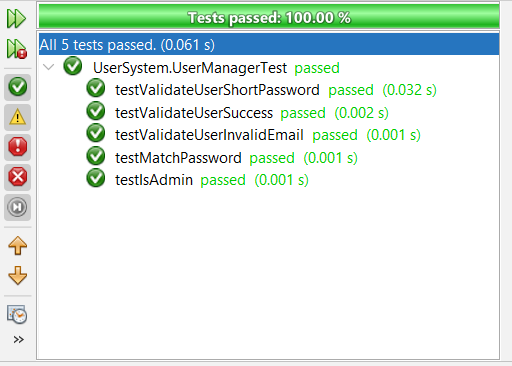 Tests passed: 100.00 %
All 5 tests passed. (0.061 s)
UserSystem.UserManagerTest passed
testValidateUserShortPassword passed (0.032 s)
testValidateUserSuccess passed (0.002 s)
testValidateUserInvalidEmail passed (0.001 s)
testMatchPassword passed (0.001 s)
testIsAdmin passed (0.001 s)